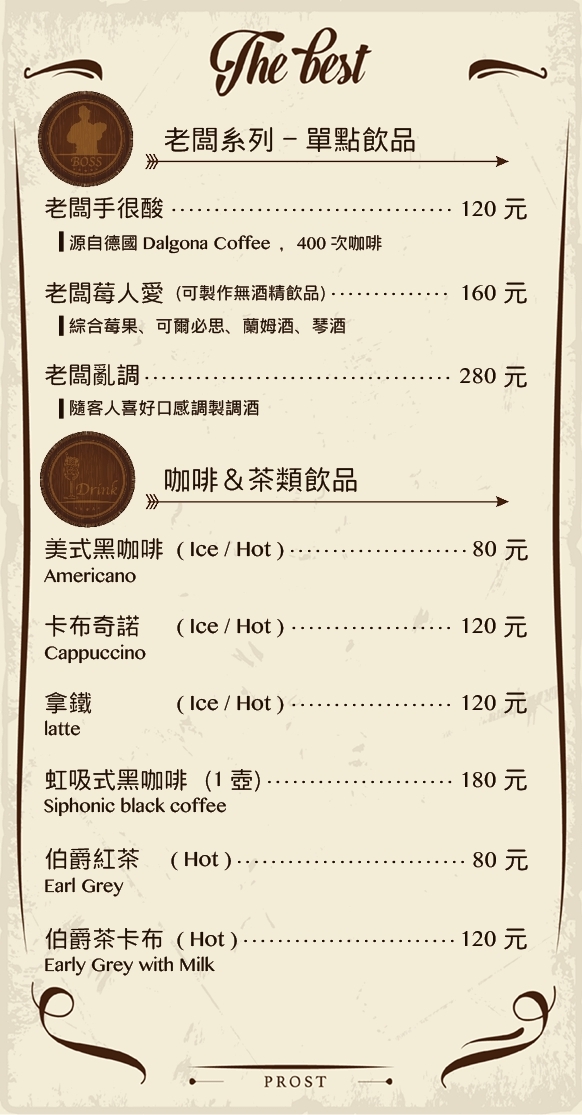 The best
BOSS
老闆系列 – 單點飲品
老闆手很酸 ........................................ 120 元
源自德國 Dalgona Coffee ， 400 次咖啡
老闆莓人愛 (可製作無酒精飲品) ................. 160 元
綜合莓果、可爾必思、蘭姆酒、琴酒
老闆亂調 ........................................... 280 元
隨客人喜好口感調製調酒
Drink
咖啡＆茶類飲品
美式黑咖啡 ( Ice / Hot ) ......................... 80 元
Americano
卡布奇諾 ( Ice / Hot ) ....................... 120 元
Cappuccino
拿鐵 ( Ice / Hot ) ....................... 120 元
latte
虹吸式黑咖啡 (1 壺) .......................... 180 元
Siphonic black coffee
伯爵紅茶 ( Hot ) ................................ 80 元
Earl Grey
伯爵茶卡布 ( Hot ) ............................. 120 元
Early Grey with Milk
PROST